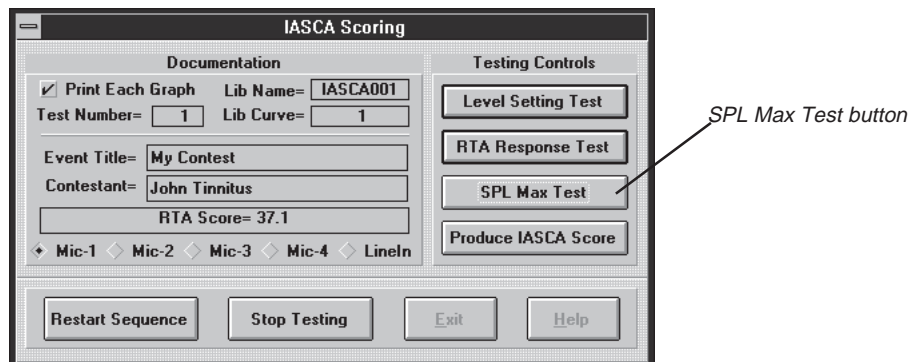 IASCA Scoring
Documentation
Print Each Graph Lib Name= IASCA001
Test Number= 1 Lib Curve= 1
Event Title= My Contest
Contestant= John Tinnitus
RTA Score= 37.1
Mic-1 Mic-2 Mic-3 Mic-4 LineIn
Testing Controls
Level Setting Test
RTA Response Test
SPL Max Test
Produce IASCA Score
SPL Max Test button
Restart Sequence Stop Testing Exit Help